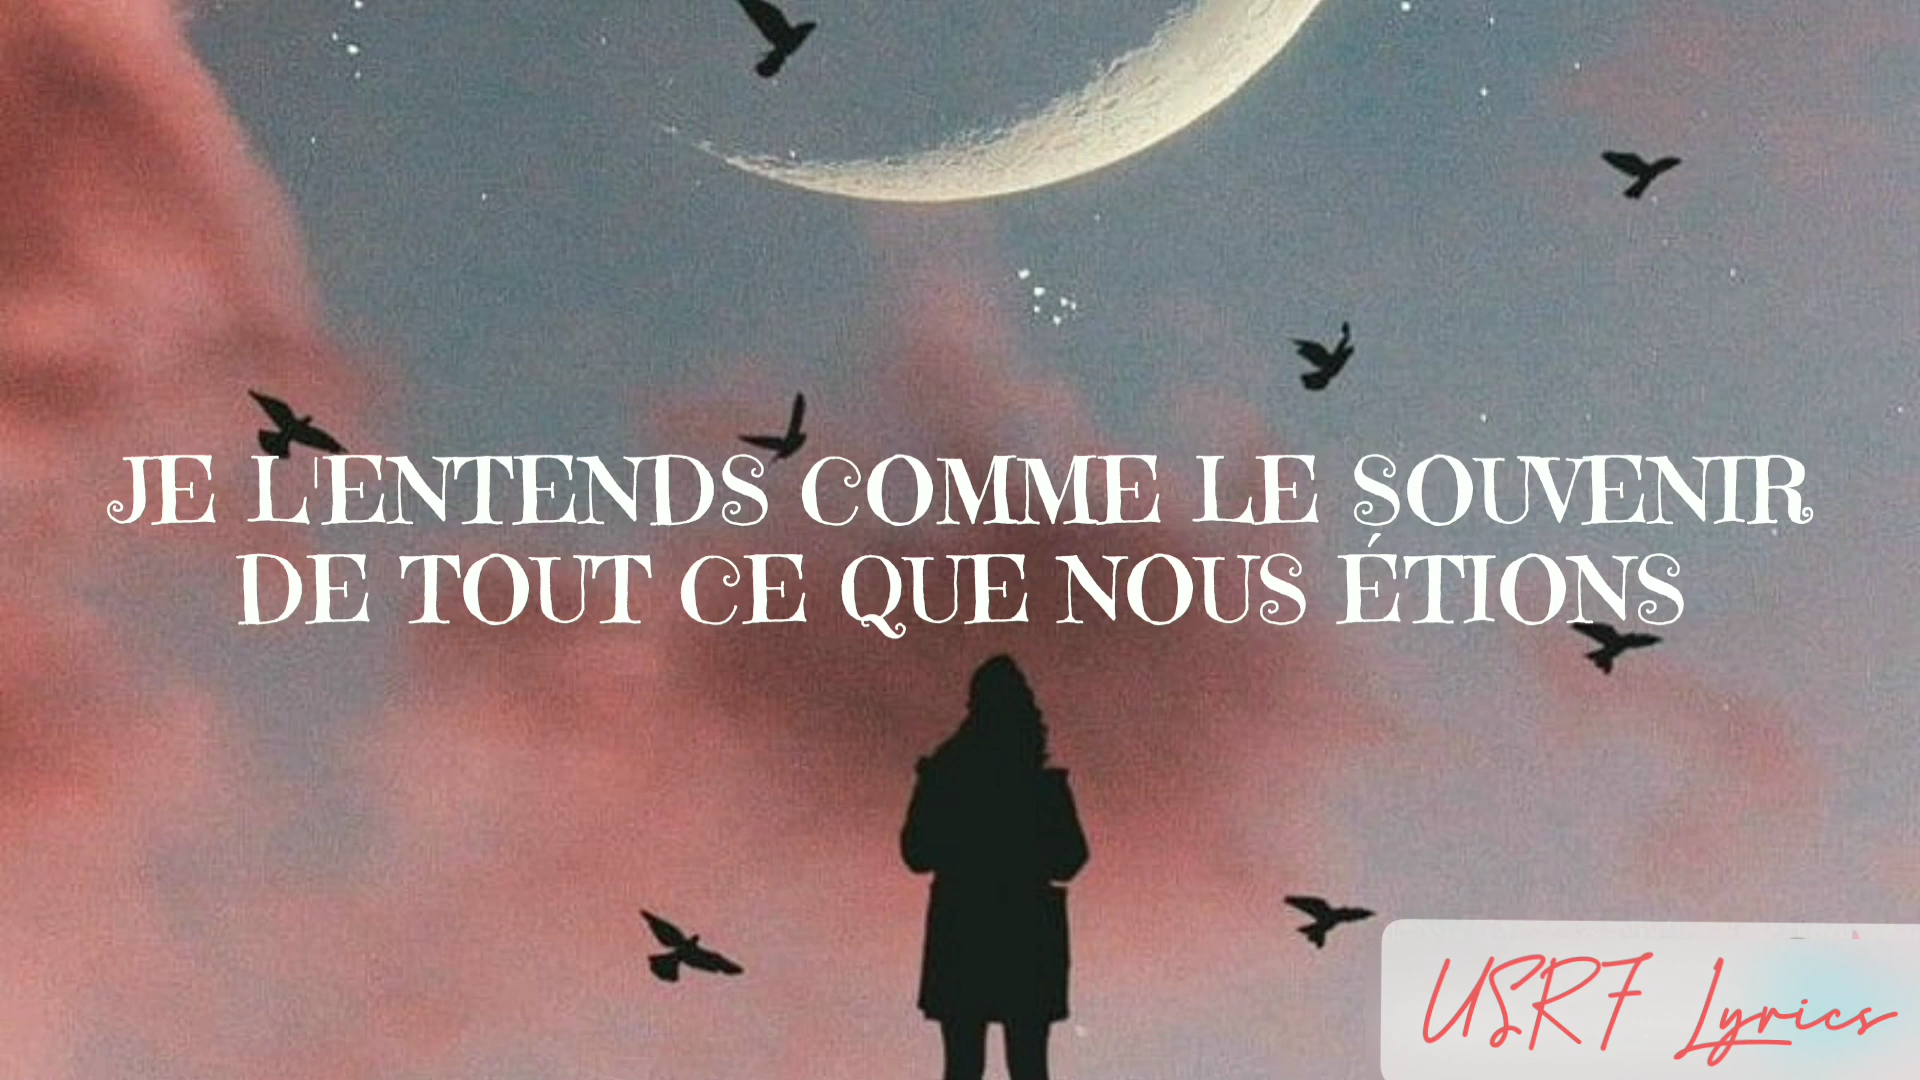 JE L'ENTENDS COMME LE SOUVENIR
DE TOUT CE QUE NOUS ÉTIONS
USRF Lyrics